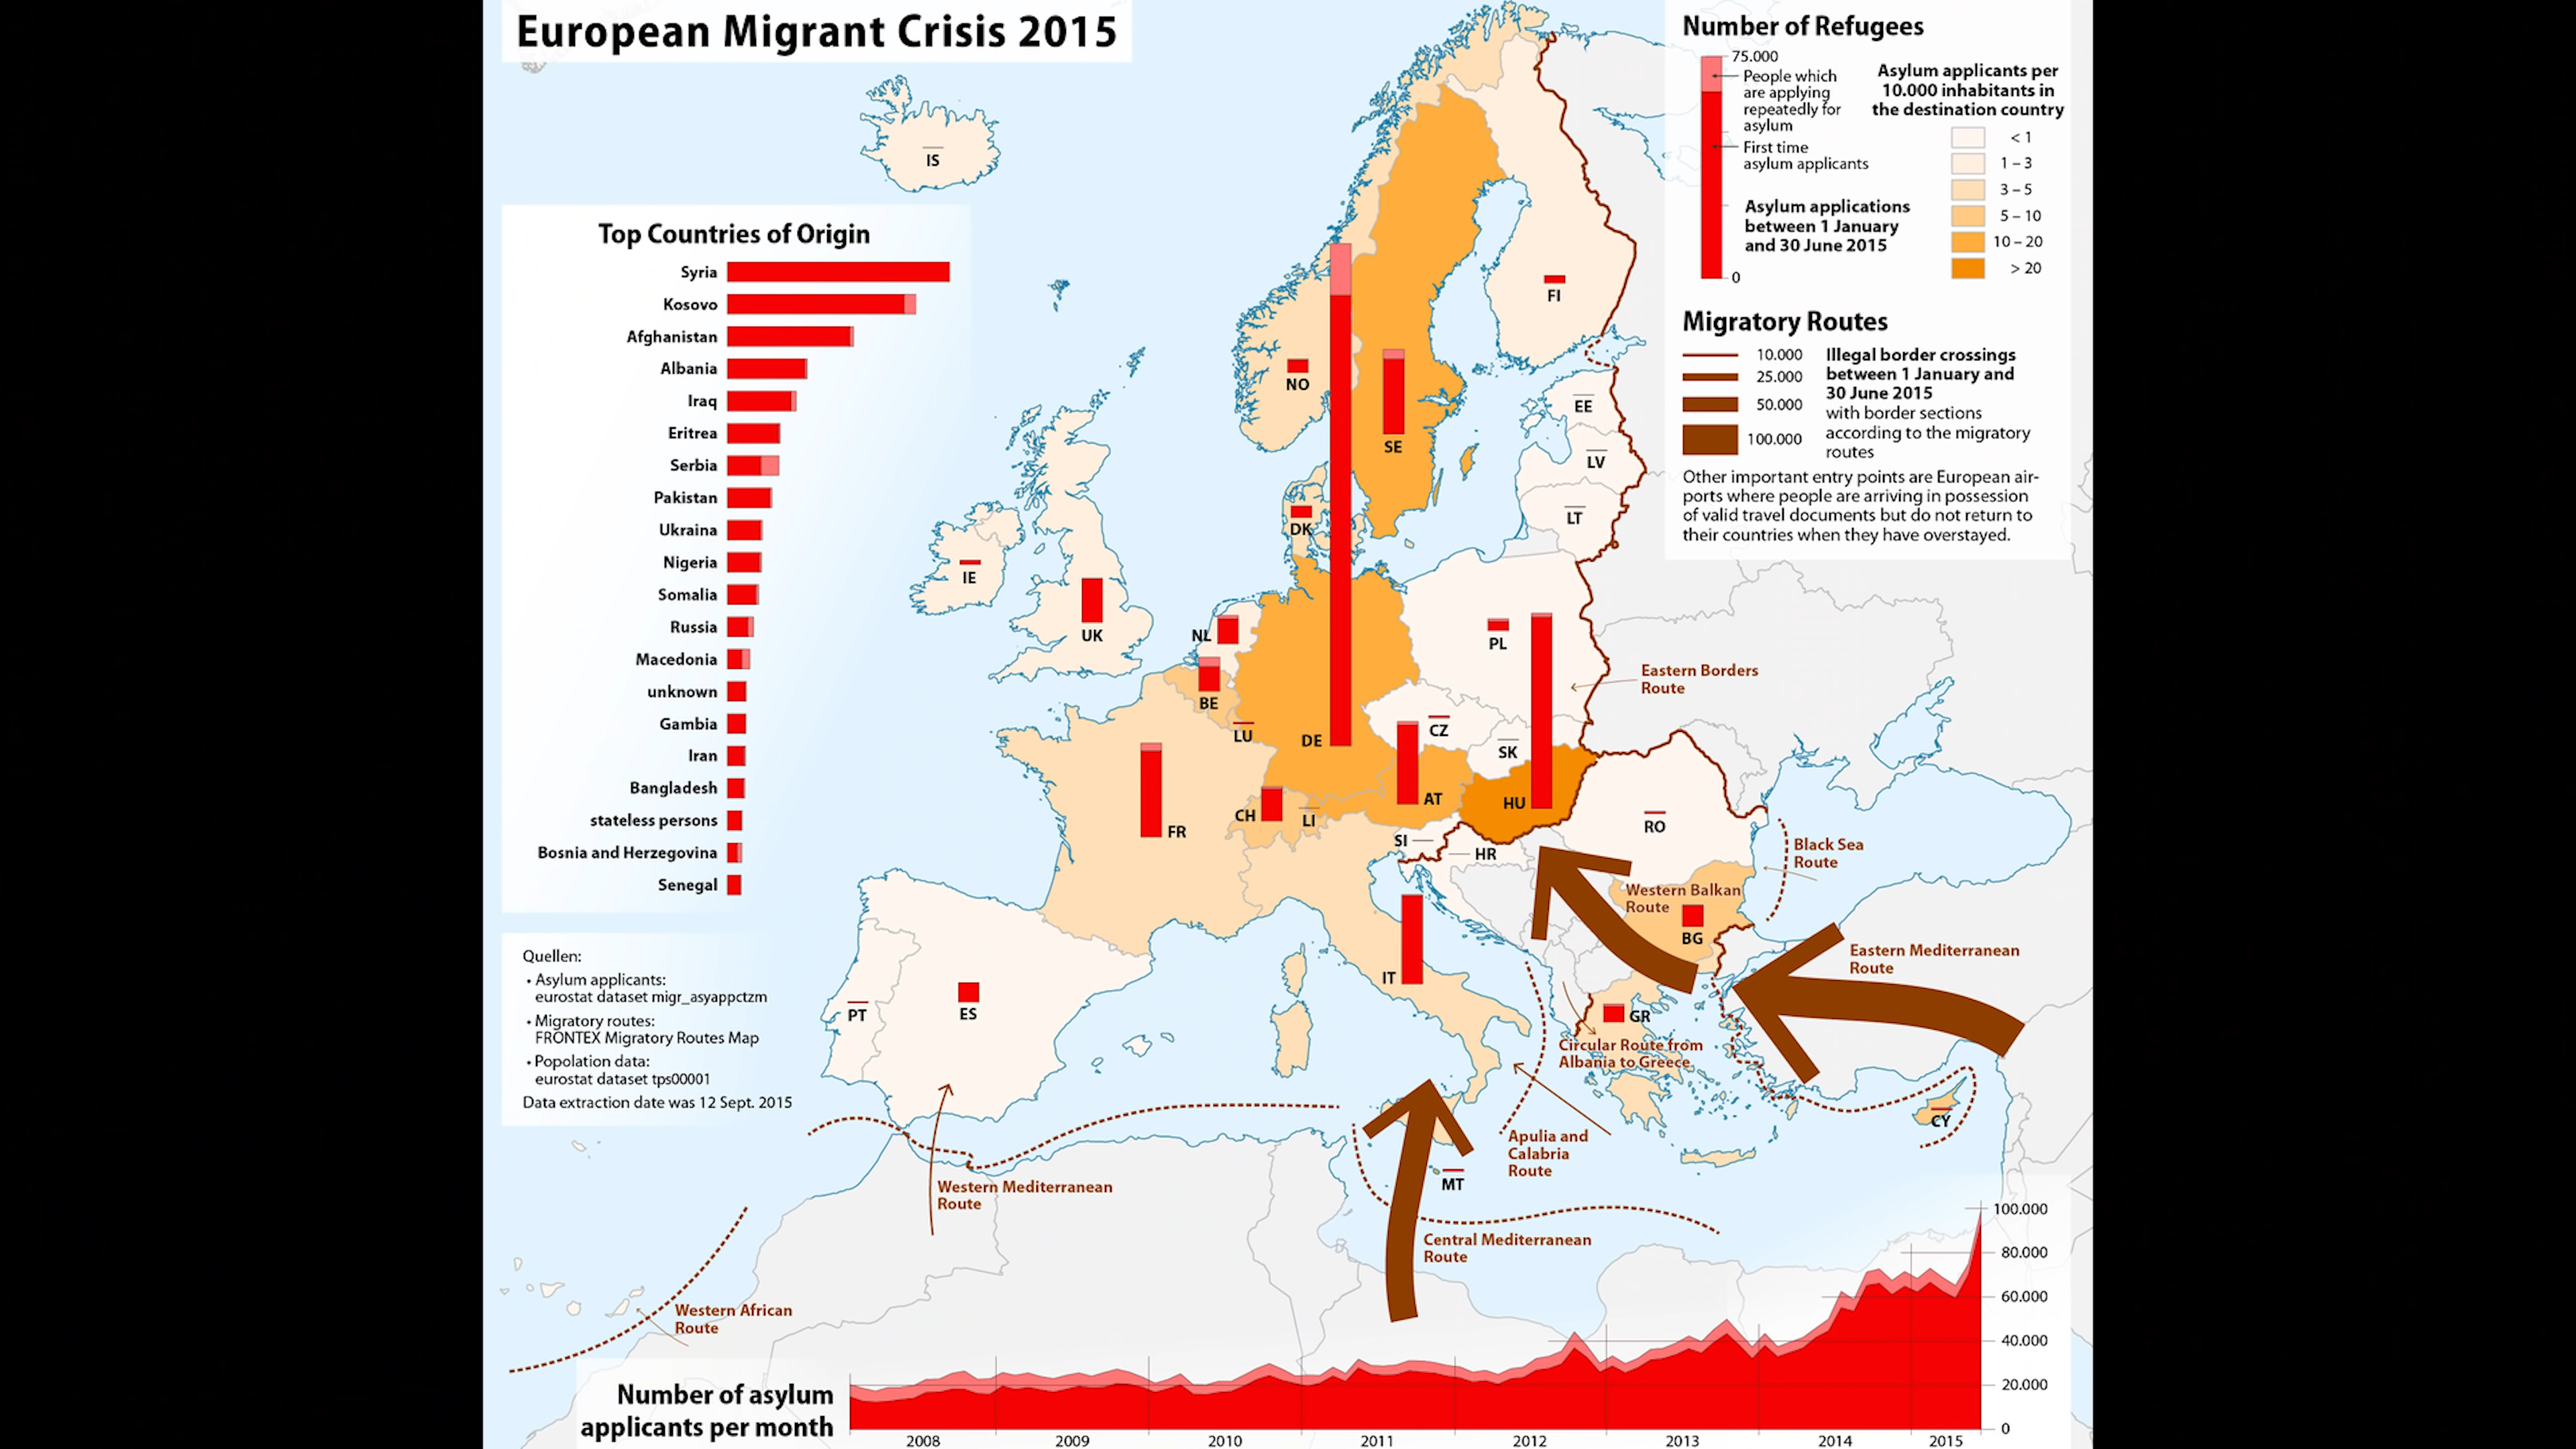 European Migrant Crisis 2015
Number of Refugees
75.000
People which
are applying
repeatedly for
asylum
First time
asylum applicants
0
Asylum applications
between 1 January
and 30 June 2015
Asylum applicants per
10.000 inhabitants in
the destination country
< 1
1 – 3
3 – 5
5 – 10
10 – 20
> 20
Migratory Routes
10.000
25.000
50.000
100.000
Illegal border crossings
between 1 January and
30 June 2015
with border sections
according to the migratory
routes
Other important entry points are European air-
ports where people are arriving in possession
of valid travel documents but do not return to
their countries when they have overstayed.
Top Countries of Origin
Syria
Kosovo
Afghanistan
Albania
Iraq
Eritrea
Serbia
Pakistan
Ukraina
Nigeria
Somalia
Russia
Macedonia
unknown
Gambia
Iran
Bangladesh
stateless persons
Bosnia and Herzegovina
Senegal
Quellen:
• Asylum applicants:
eurostat dataset migr_asyappctzm
• Migratory routes:
FRONTEX Migratory Routes Map
• Popolation data:
eurostat dataset tps00001
Data extraction date was 12 Sept. 2015
IS
FI
NO
SE
EE
LV
LT
DK
IE
UK
NL
PL
BE
LU
DE
CZ
SK
FR
CH
LI
AT
HU
SI
HR
RO
BG
IT
PT
ES
GR
CY
MT
Eastern Borders
Route
Black Sea
Route
Western Balkan
Route
Eastern Mediterranean
Route
Circular Route from
Albania to Greece
Apulia and
Calabria
Route
Western Mediterranean
Route
Central Mediterranean
Route
Western African
Route
Number of asylum
applicants per month
100.000
80.000
60.000
40.000
20.000
0
2008
2009
2010
2011
2012
2013
2014
2015